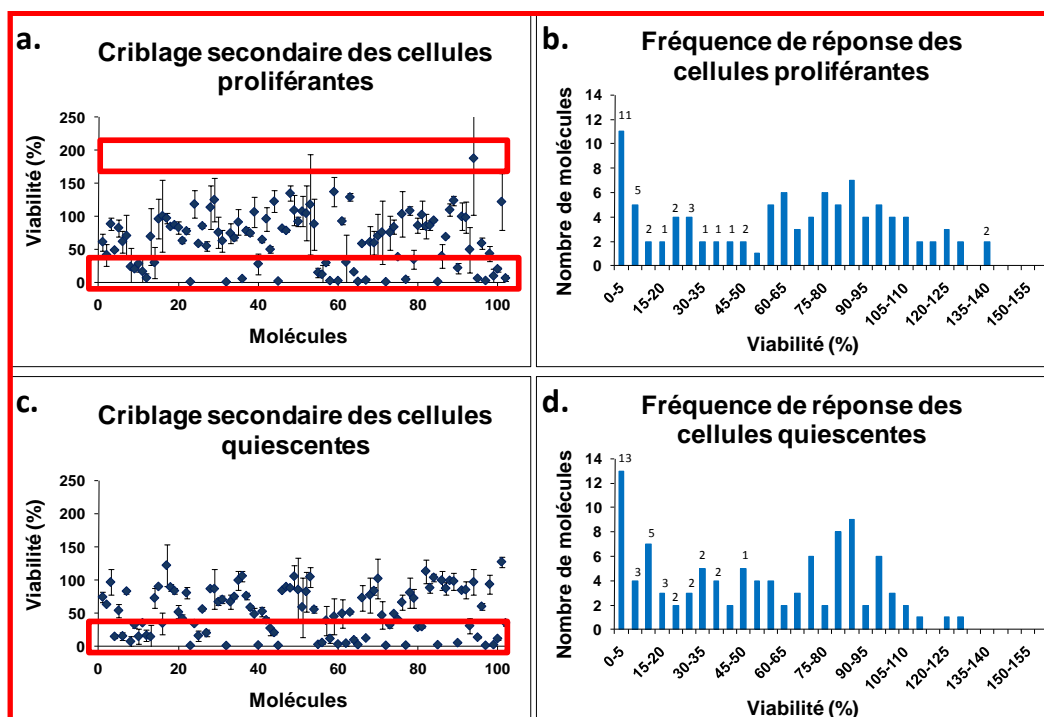 a.
Criblage secondaire des cellules
proliférantes
250
200
150
100
50
0
Viabilité (%)
0 20 40 60 80 100
Molécules
b.
Fréquence de réponse des
cellules proliférantes
14
12
10
8
6
4
2
0
Nombre de molécules
11
5
2
1
2
3
1
1
1
2
2
0-5 15-20 30-35 45-50 60-65 75-80 90-95 105-110 120-125 135-140 150-155
Viabilité (%)
c.
Criblage secondaire des cellules
quiescentes
250
200
150
100
50
0
Viabilité (%)
0 20 40 60 80 100
Molécules
d.
Fréquence de réponse des
cellules quiescentes
14
12
10
8
6
4
2
0
Nombre de molécules
13
3
5
3
2
2
2
2
1
0-5 15-20 30-35 45-50 60-65 75-80 90-95 105-110 120-125 135-140 150-155
Viabilité (%)